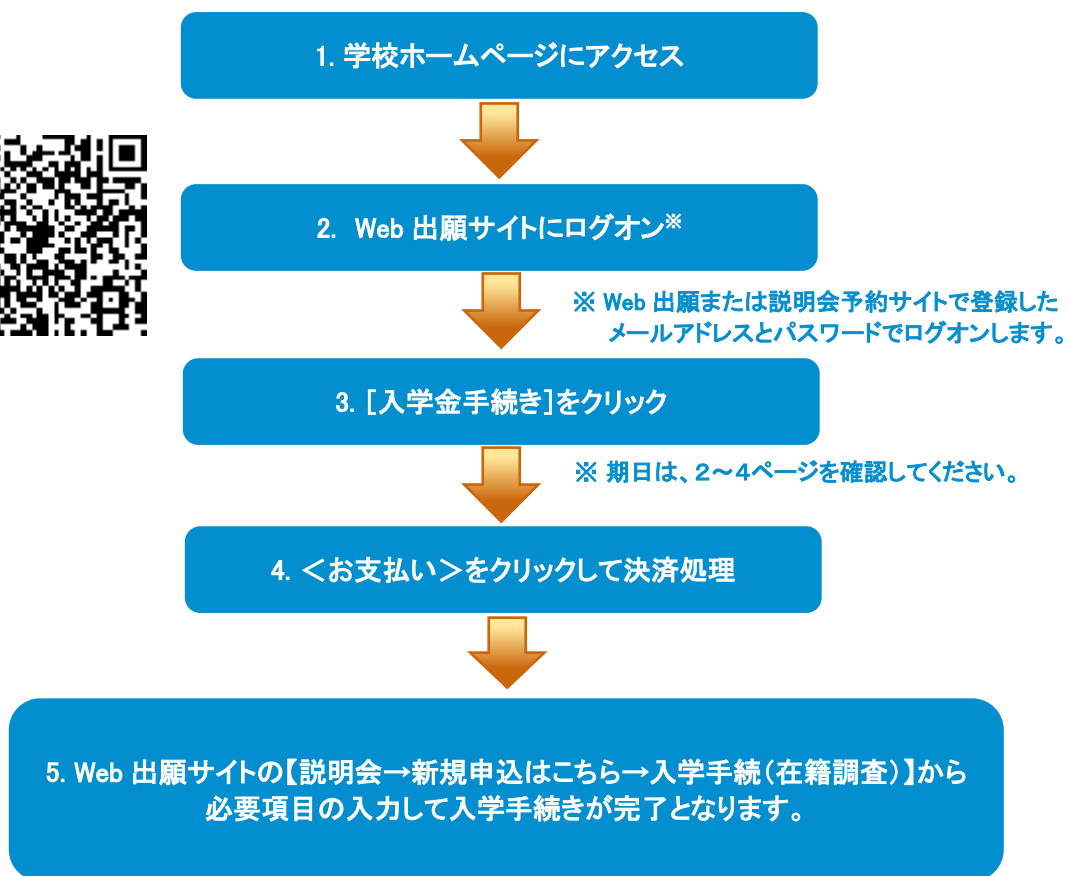 1. 学校ホームページにアクセス
2. Web 出願サイトにログオン※
※ Web 出願または説明会予約サイトで登録した
メールアドレスとパスワードでログオンします。
3. [入学金手続き]をクリック
※ 期日は、2～4ページを確認してください。
4. ＜お支払い＞をクリックして決済処理
5. Web 出願サイトの【説明会→新規申込はこちら→入学手続(在籍調査)】から
必要項目の入力して入学手続きが完了となります。